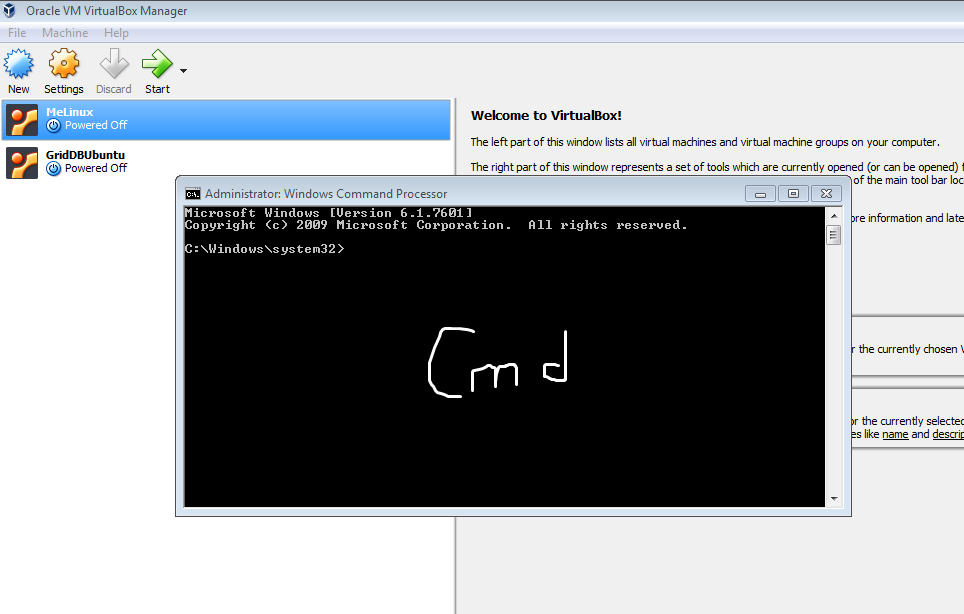 Oracle VM VirtualBox Manager
File Machine Help
New Settings Discard Start
MeLinux
Powered Off
GridDBUbuntu
Powered Off
Welcome to VirtualBox!
The left part of this window lists all virtual machines and virtual machine groups on your computer.
The right part of this window represents a set of tools which are currently opened (or can be opened) f
of the main tool bar loc
ore information and late
r the currently chosen V
or the currently selected
es like name and descrip
Administrator: Windows Command Processor
Microsoft Windows [Version 6.1.7601]
Copyright (c) 2009 Microsoft Corporation. All rights reserved.
C:\Windows\system32>
Cmd